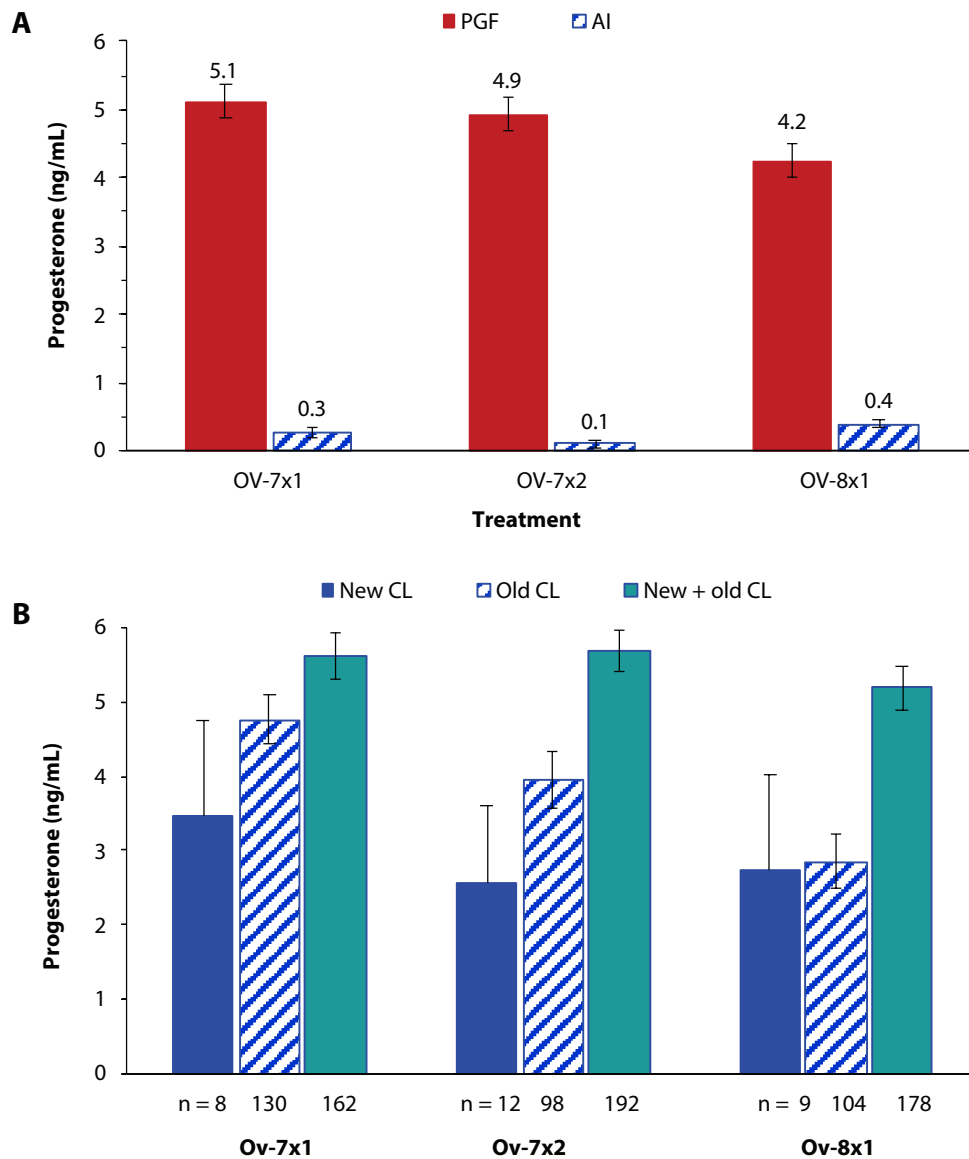 A
PGF AI
Progesterone (ng/mL)
6
5
4
3
2
1
0
5.1
0.3
4.9
0.1
4.2
0.4
OV-7x1 OV-7x2 OV-8x1
Treatment
B
New CL Old CL New + old CL
Progesterone (ng/mL)
6
5
4
3
2
1
0
n = 8 130 162 n = 12 98 192 n = 9 104 178
Ov-7x1 Ov-7x2 Ov-8x1